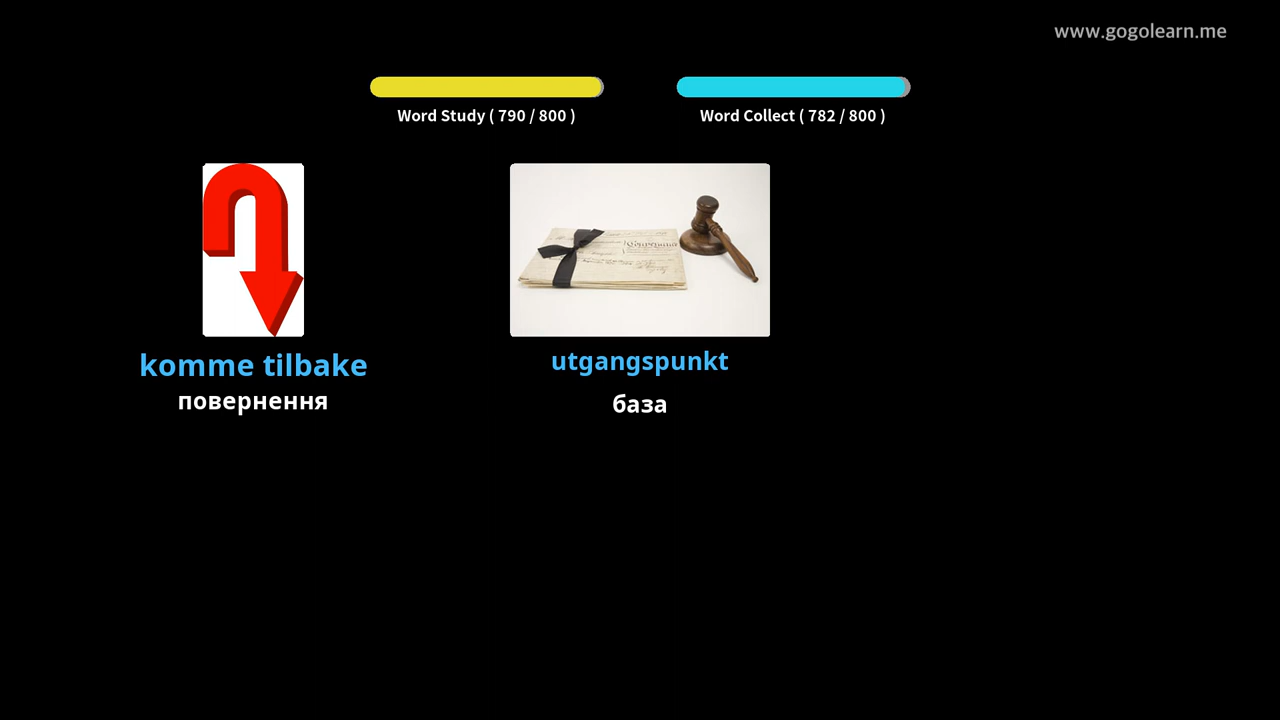 www.gogolearn.me
Word Study ( 790 / 800 )
Word Collect ( 782 / 800 )
komme tilbake
повернення
utgangspunkt
база